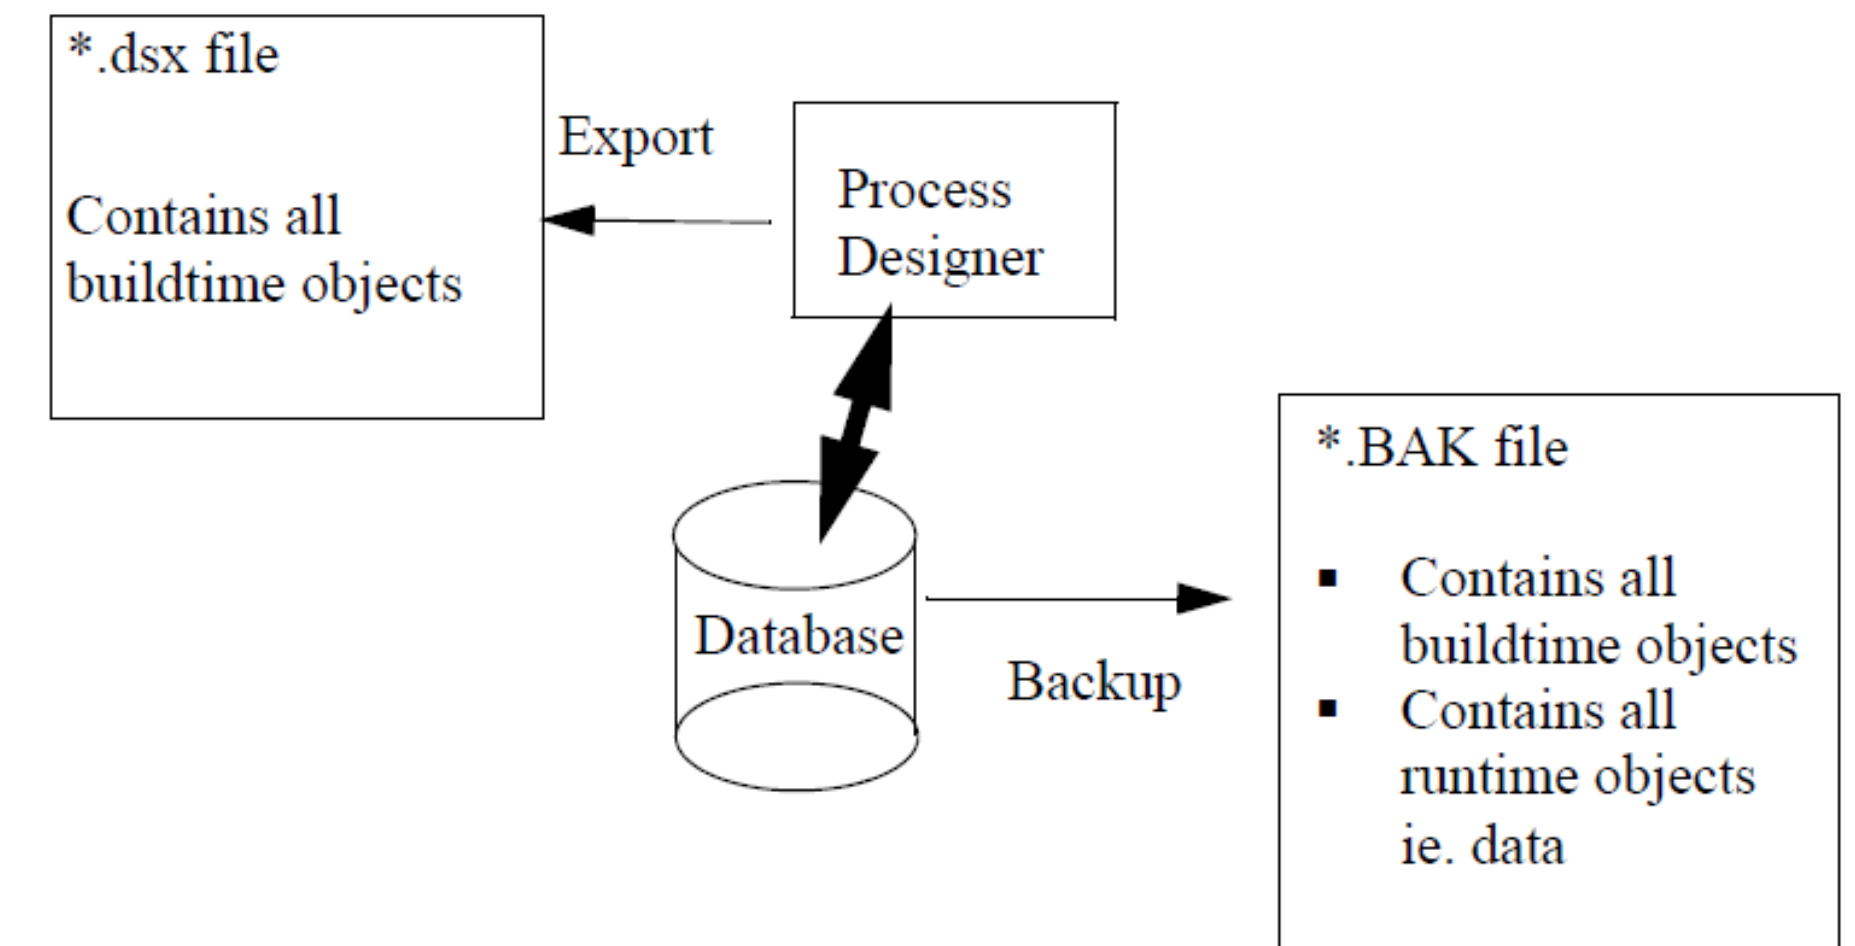 *.dsx file
Contains all
buildtime objects
Export
Process
Designer
Database
Backup
*.BAK file
▪ Contains all
buildtime objects
▪ Contains all
runtime objects
ie. data